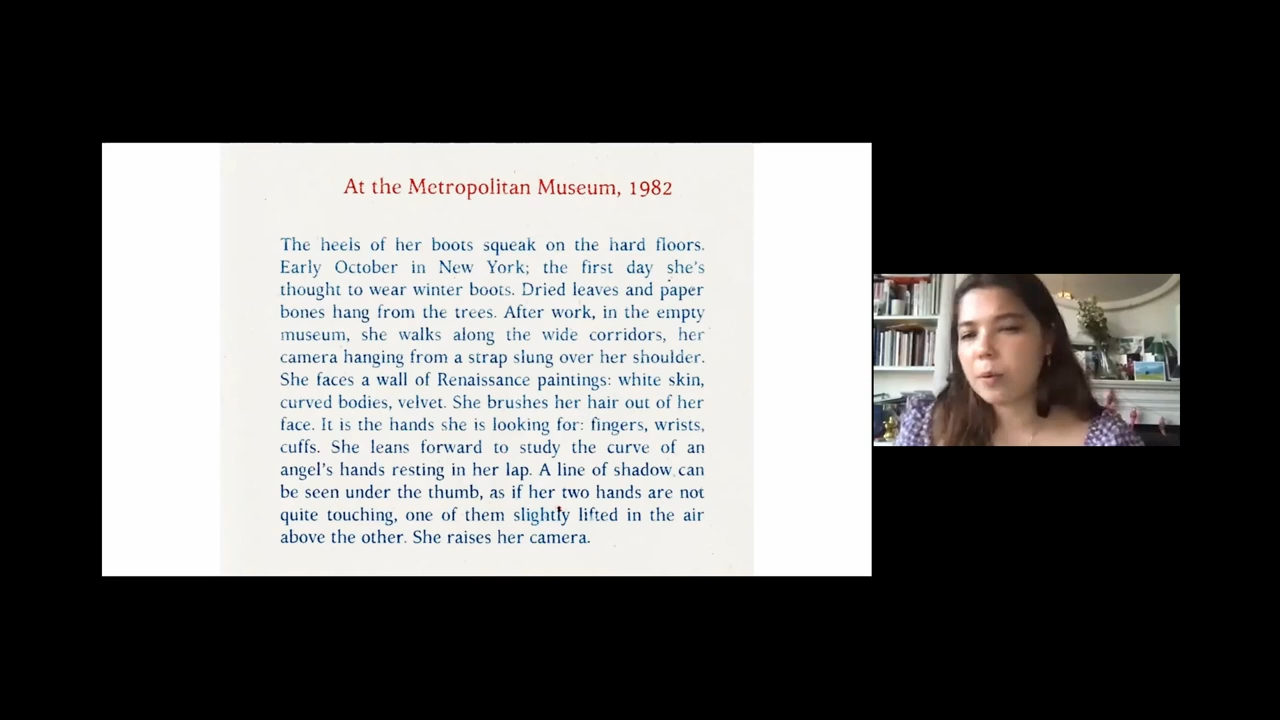 At the Metropolitan Museum, 1982
The heels of her boots squeak on the hard floors.
Early October in New York; the first day she's
thought to wear winter boots. Dried leaves and paper
bones hang from the trees. After work, in the empty
museum, she walks along the wide corridors, her
camera hanging from a strap slung over her shoulder.
She faces a wall of Renaissance paintings: white skin,
curved bodies, velvet. She brushes her hair out of her
face. It is the hands she is looking for: fingers, wrists,
cuffs. She leans forward to study the curve of an
angel's hands resting in her lap. A line of shadow can
be seen under the thumb, as if her two hands are not
quite touching, one of them slightly lifted in the air
above the other. She raises her camera.